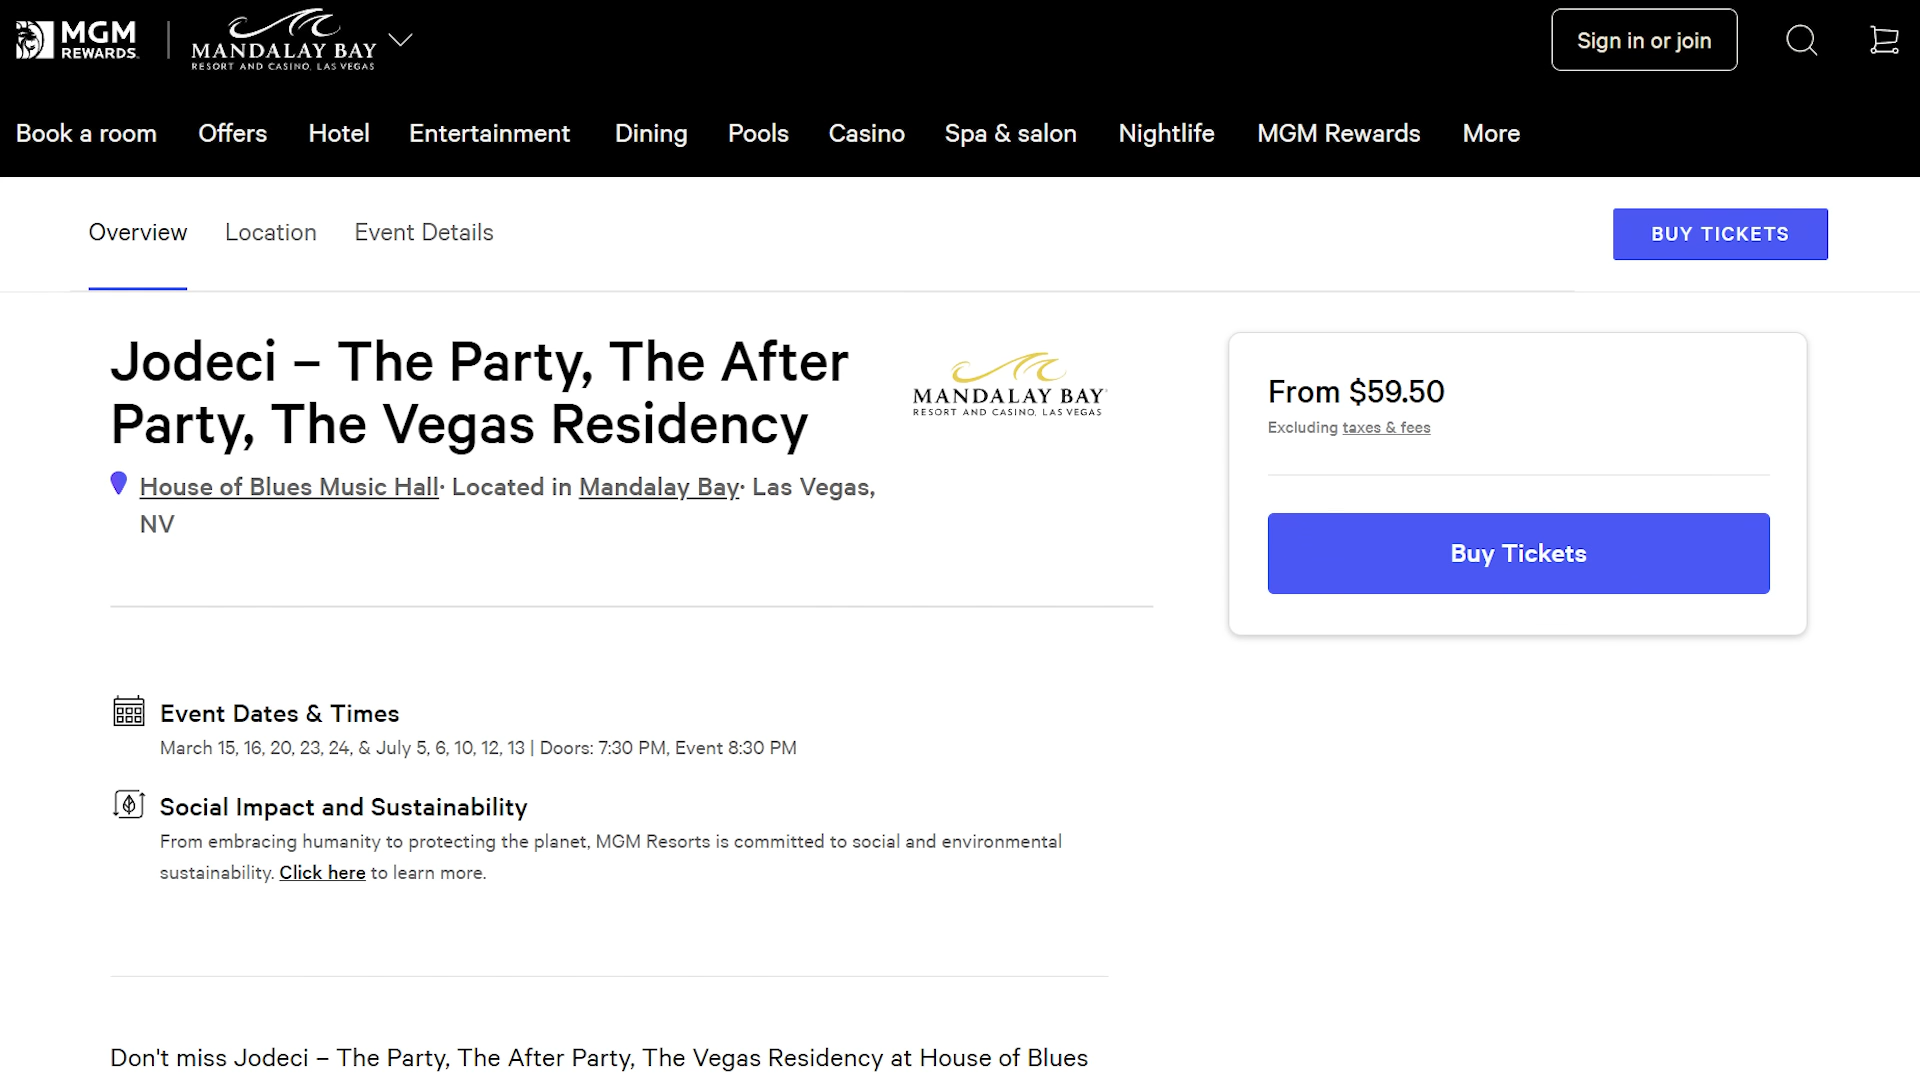 MGM
REWARDS
MANDALAY BAY
RESORT AND CASINO, LAS VEGAS
Sign in or join
Book a room Offers Hotel Entertainment Dining Pools Casino Spa & salon Nightlife MGM Rewards More
Overview Location Event Details
BUY TICKETS
Jodeci – The Party, The After
Party, The Vegas Residency
MANDALAY BAY
RESORT AND CASINO, LAS VEGAS
House of Blues Music Hall· Located in Mandalay Bay· Las Vegas,
NV
From $59.50
Excluding taxes & fees
Buy Tickets
Event Dates & Times
March 15, 16, 20, 23, 24, & July 5, 6, 10, 12, 13 | Doors: 7:30 PM, Event 8:30 PM
Social Impact and Sustainability
From embracing humanity to protecting the planet, MGM Resorts is committed to social and environmental
sustainability. Click here to learn more.
Don't miss Jodeci – The Party, The After Party, The Vegas Residency at House of Blues